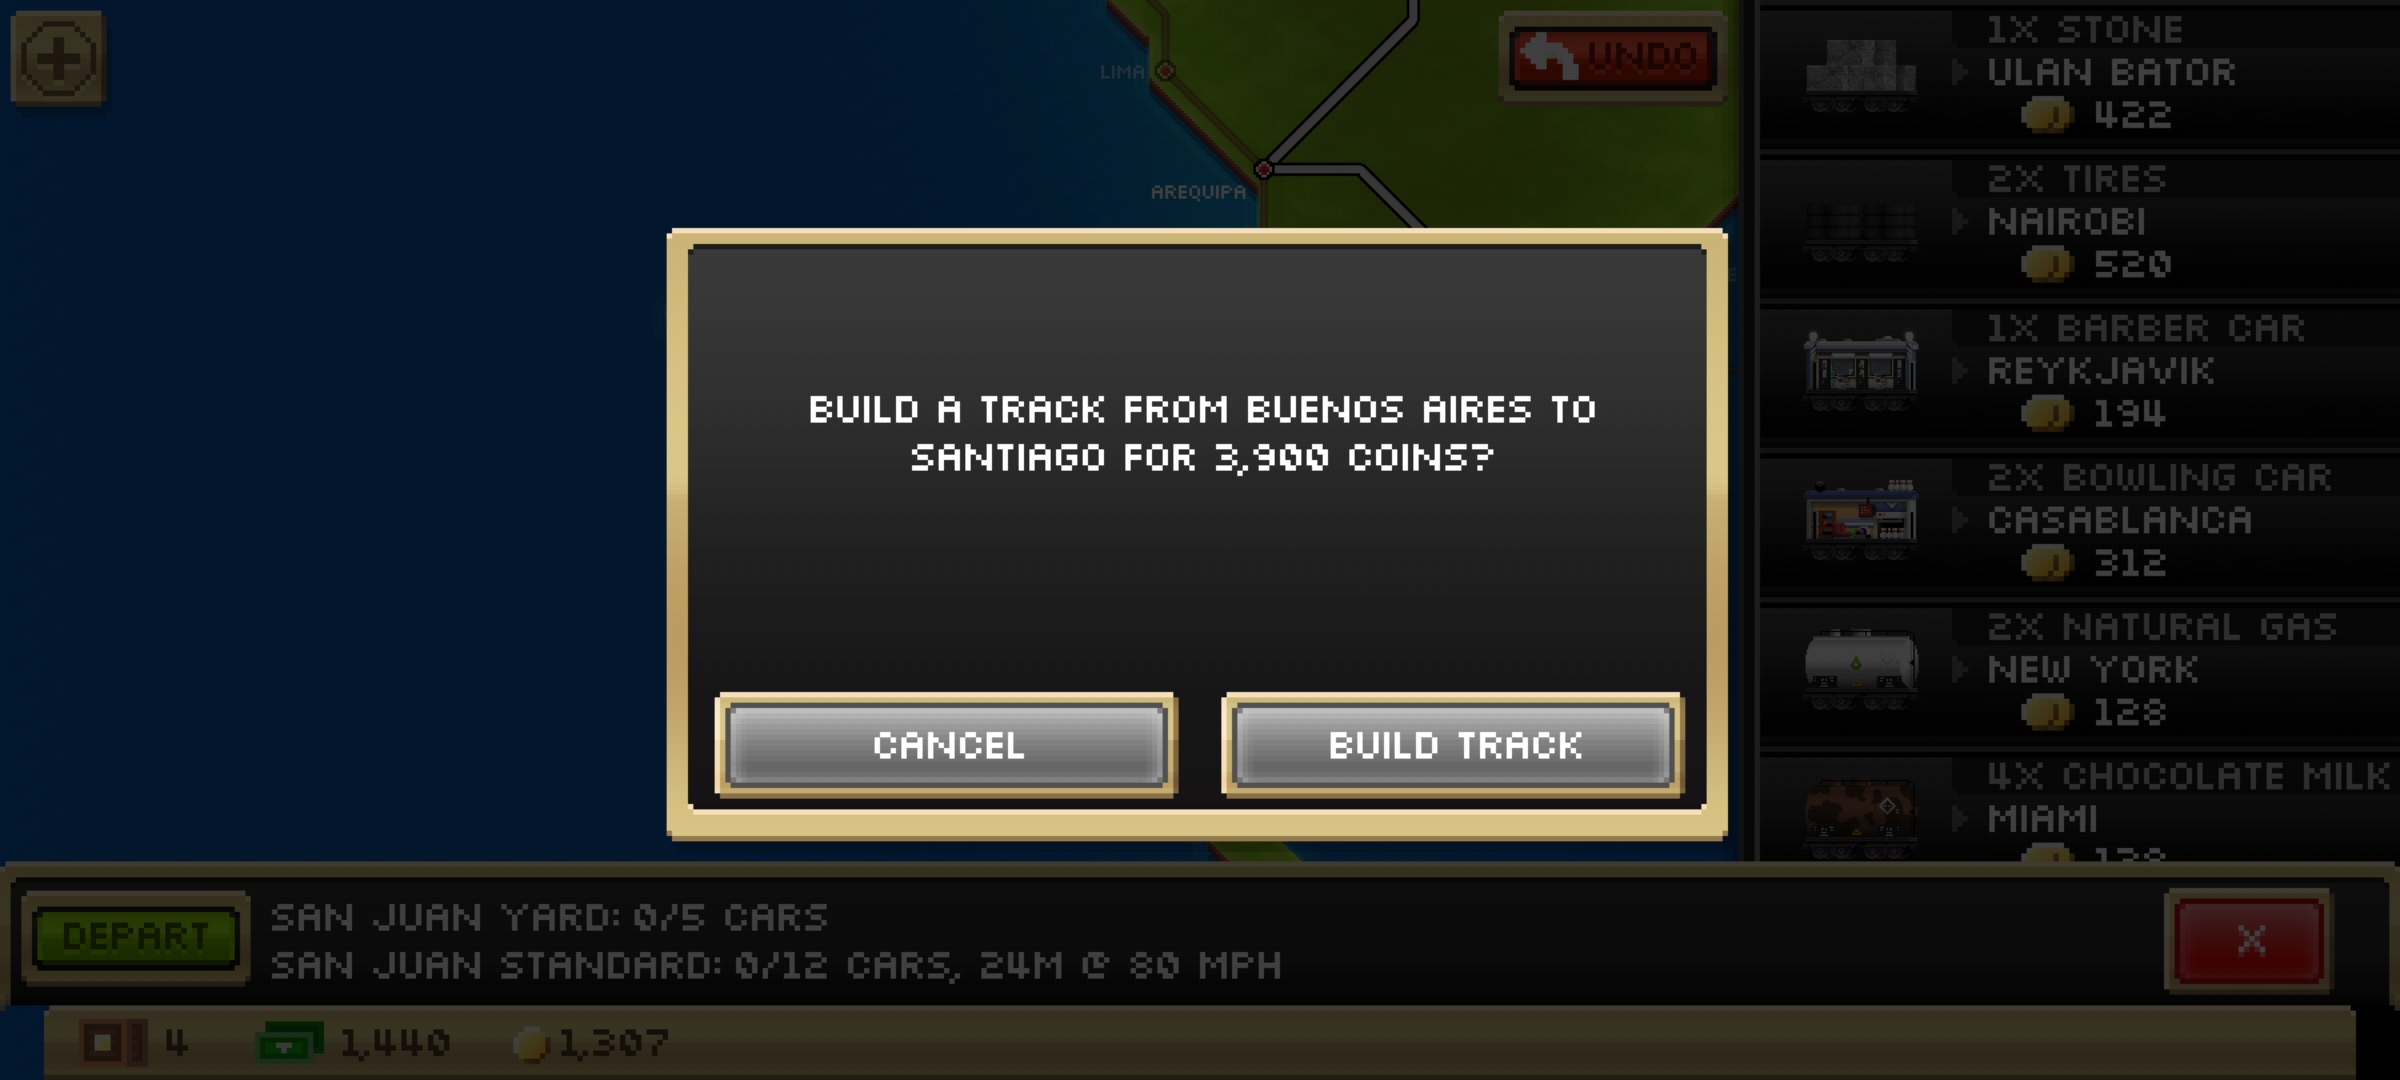 LIMA
AREQUIPA
UNDO
1X STONE
ULAN BATOR
422
2X TIRES
NAIROBI
520
1X BARBER CAR
REYKJAVIK
194
2X BOWLING CAR
CASABLANCA
312
2X NATURAL GAS
NEW YORK
128
4X CHOCOLATE MILK
MIAMI
BUILD A TRACK FROM BUENOS AIRES TO
SANTIAGO FOR 3,900 COINS?
CANCEL
BUILD TRACK
DEPART
SAN JUAN YARD: 0/5 CARS
SAN JUAN STANDARD: 0/12 CARS, 24M @ 80 MPH
X
4
1,440
1,307